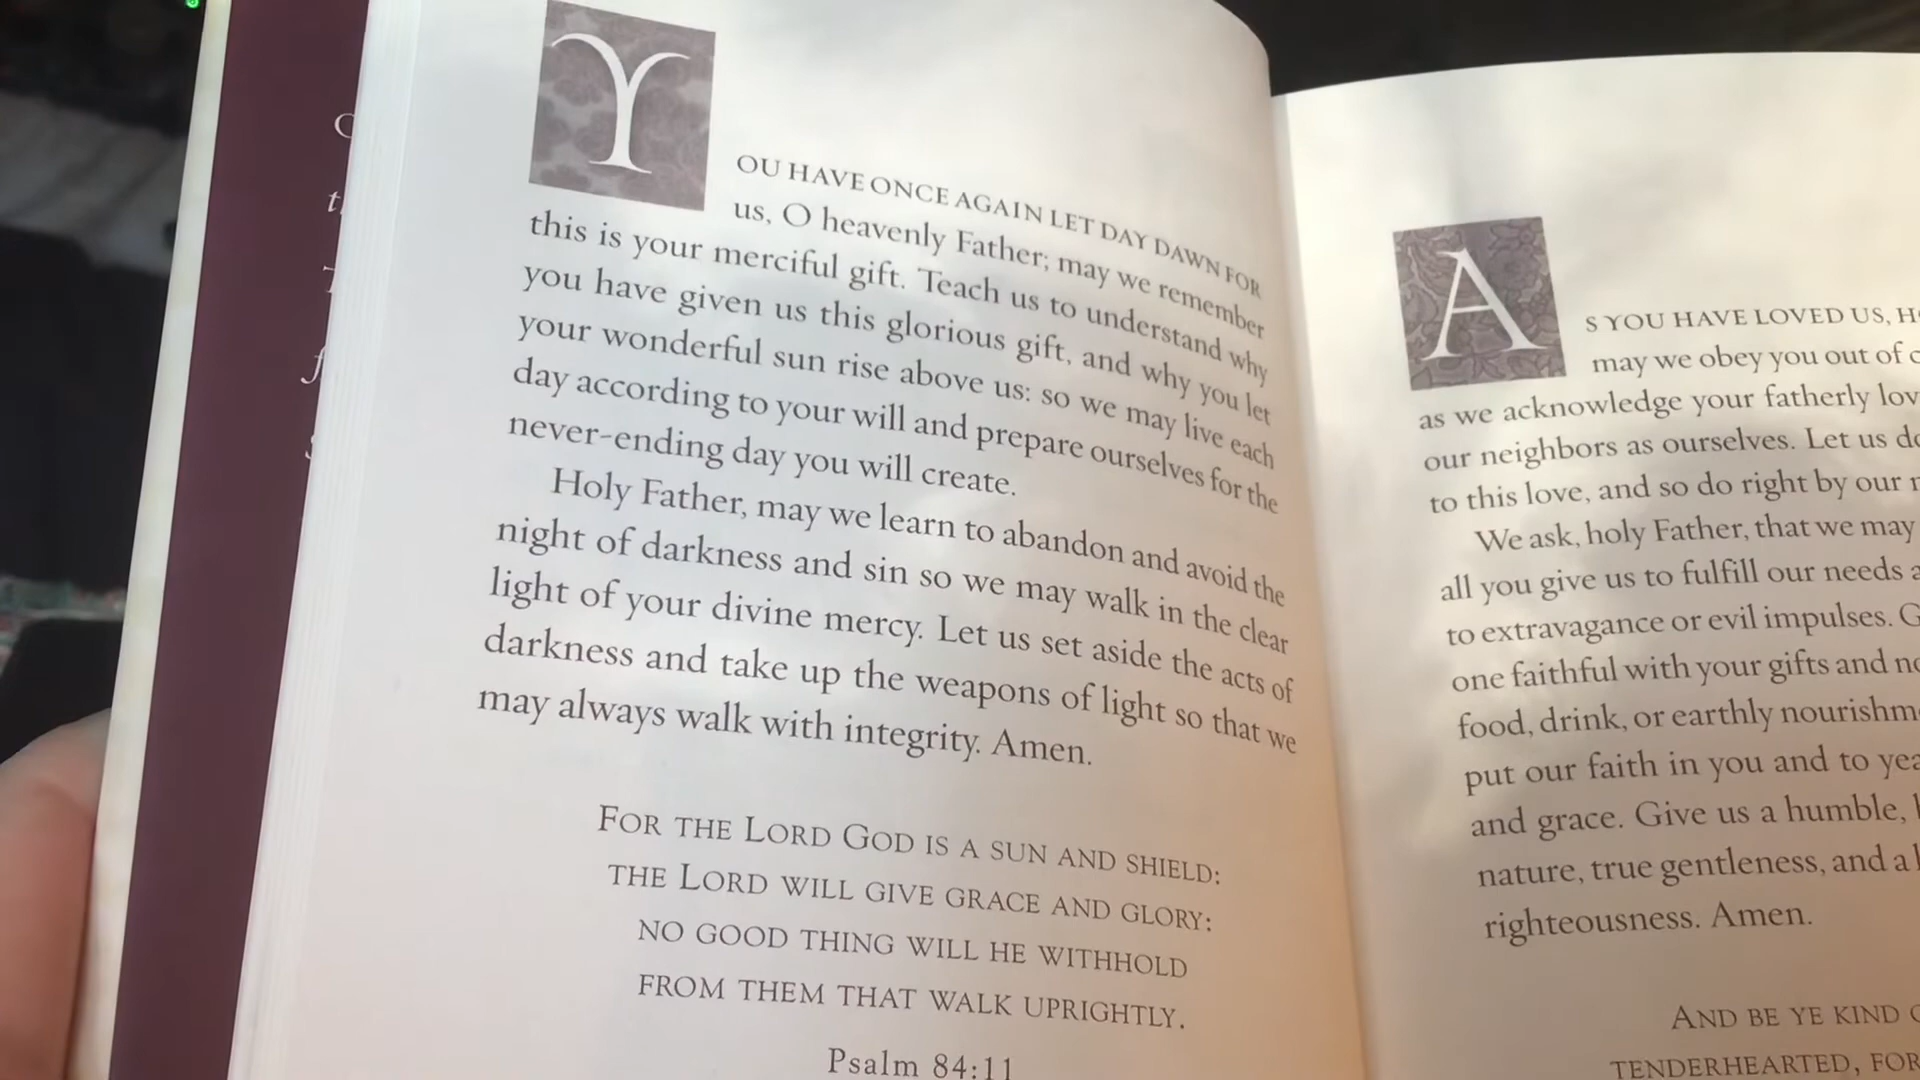 YOU HAVE ONCE AGAIN LET DAY DAWN FOR
us, O heavenly Father; may we remember
this is your merciful gift. Teach us to understand why
you have given us this glorious gift, and why you let
your wonderful sun rise above us: so we may live each
day according to your will and prepare ourselves for the
never-ending day you will create.
Holy Father, may we learn to abandon and avoid the
night of darkness and sin so we may walk in the clear
light of your divine mercy. Let us set aside the acts of
darkness and take up the weapons of light so that we
may always walk with integrity. Amen.
FOR THE LORD GOD IS A SUN AND SHIELD:
THE LORD WILL GIVE GRACE AND GLORY:
NO GOOD THING WILL HE WITHHOLD
FROM THEM THAT WALK UPRIGHTLY.
Psalm 84:11
AS YOU HAVE LOVED US,
may we obey you out of
as we acknowledge your fatherly
our neighbors as ourselves. Let us
to this love, and so do right by our
We ask, holy Father, that we may
all you give us to fulfill our needs
to extravagance or evil impulses.
one faithful with your gifts and
food, drink, or earthly
put our faith in you and to
and grace. Give us a humble,
nature, true gentleness, and a
righteousness. Amen.
AND BE YE KIND
TENDERHEARTED,